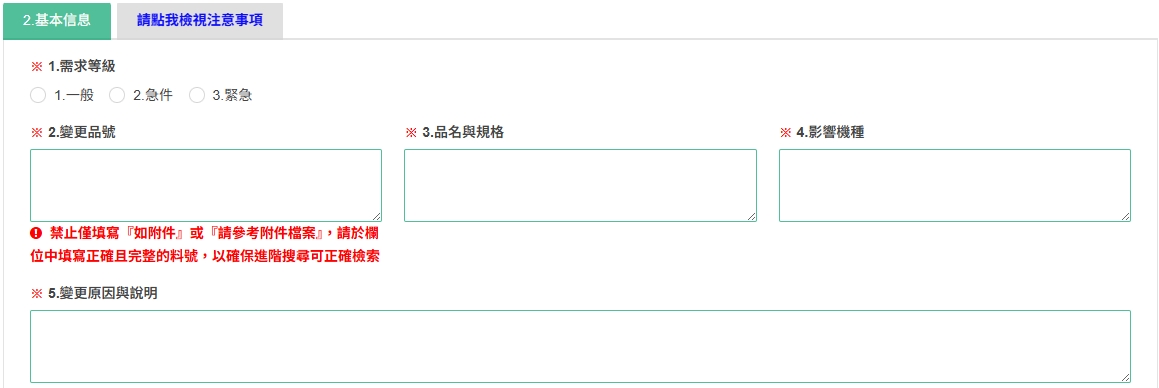 2.基本信息
請點我檢視注意事項
※ 1.需求等級
1.一般 2.急件 3.緊急
※ 2.變更品號 ※ 3.品名與規格 ※ 4.影響機種
禁止僅填寫『如附件』或『請參考附件檔案』，請於欄
位中填寫正確且完整的料號，以確保進階搜尋可正確檢索
※ 5.變更原因與說明